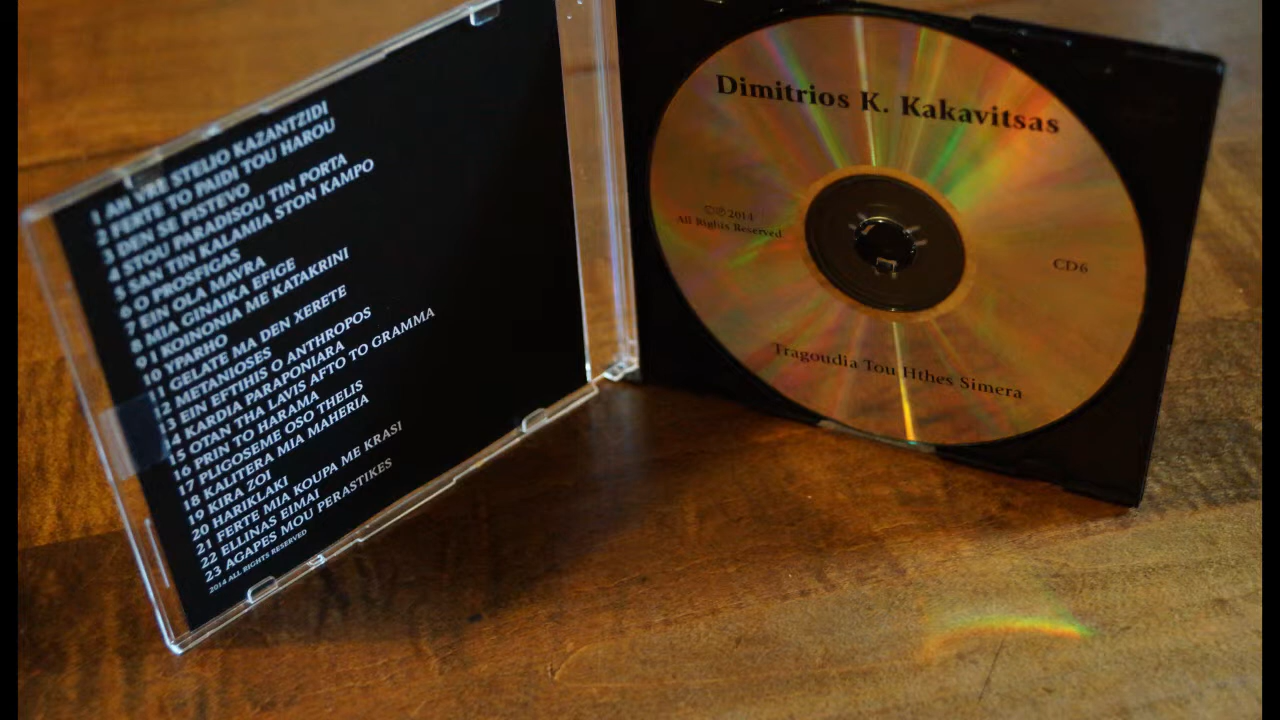 1 AH VRE STELIO KAZANTZIDI
2 FERTE TO PAIDI TOU HAROU
3 DEN SE PISTEVO
4 STOU PARADISOU TIN PORTA
5 SAN TIN KALAMIA STON KAMPO
6 O PROSFIGAS
7 EIN OLA MAVRA
8 MIA GINAIKA EFIGE
9 I KOINONIA ME KATAKRINI
10 YPARHO
11 GELATE MA DEN XERETE
12 METANIOSES
13 EIN EFTIHIS O ANTHROPOS
14 KARDIA PARAPONIARA
15 OTAN THA LAVIS AFTO TO GRAMMA
16 PRIN TO HARAMA
17 PLIGOSEME OSO THELIS
18 KALITERA MIA MAHERIA
19 KIRA ZOI
20 HARIKLAKI
21 FERTE MIA KOUPA ME KRASI
22 ELLINAS EIMAI
23 AGAPES MOU PERASTIKES
2014 ALL RIGHTS RESERVED
Dimitrios K. Kakavitsas
©℗2014
All Rights Reserved
CD6
Tragoudia Tou Hthes Simera